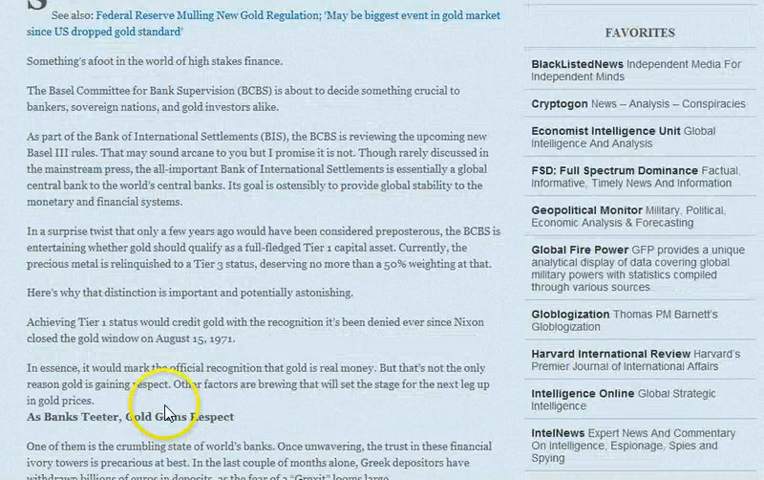 S
See also: Federal Reserve Mulling New Gold Regulation; 'May be biggest event in gold market
since US dropped gold standard'
Something's afoot in the world of high stakes finance.
The Basel Committee for Bank Supervision (BCBS) is about to decide something crucial to
bankers, sovereign nations, and gold investors alike.
As part of the Bank of International Settlements (BIS), the BCBS is reviewing the upcoming new
Basel III rules. That may sound arcane to you but I promise it is not. Though rarely discussed in
the mainstream press, the all-important Bank of International Settlements is essentially a global
central bank to the world's central banks. Its goal is ostensibly to provide global stability to the
monetary and financial systems.
In a surprise twist that only a few years ago would have been considered preposterous, the BCBS is
entertaining whether gold should qualify as a full-fledged Tier 1 capital asset. Currently, the
precious metal is relinquished to a Tier 3 status, deserving no more than a 50% weighting at that.
Here's why that distinction is important and potentially astonishing.
Achieving Tier 1 status would credit gold with the recognition it's been denied ever since Nixon
closed the gold window on August 15, 1971.
In essence, it would mark the official recognition that gold is real money. But that's not the only
reason gold is gaining respect. Other factors are brewing that will set the stage for the next leg up
in gold prices.
As Banks Teeter, Gold Gains Respect
One of them is the crumbling state of world's banks. Once unwavering, the trust in these financial
ivory towers is precarious at best. In the last couple of months alone, Greek depositors have
withdrawn billions of euros in deposits, as the fear of a "Grexit" looms large.
FAVORITES
BlackListedNews Independent Media For
Independent Minds
Cryptogon News – Analysis – Conspiracies
Economist Intelligence Unit Global
Intelligence And Analysis
FSD: Full Spectrum Dominance Factual,
Informative, Timely News And Information
Geopolitical Monitor Military, Political,
Economic Analysis & Forecasting
Global Fire Power GFP provides a unique
analytical display of data covering global
military powers with statistics compiled
through various sources.
Globlogization Thomas PM Barnett's
Globlogization
Harvard International Review Harvard's
Premier Journal of International Affairs
Intelligence Online Global Strategic
Intelligence
IntelNews Expert News And Commentary
On Intelligence, Espionage, Spies and
Spying